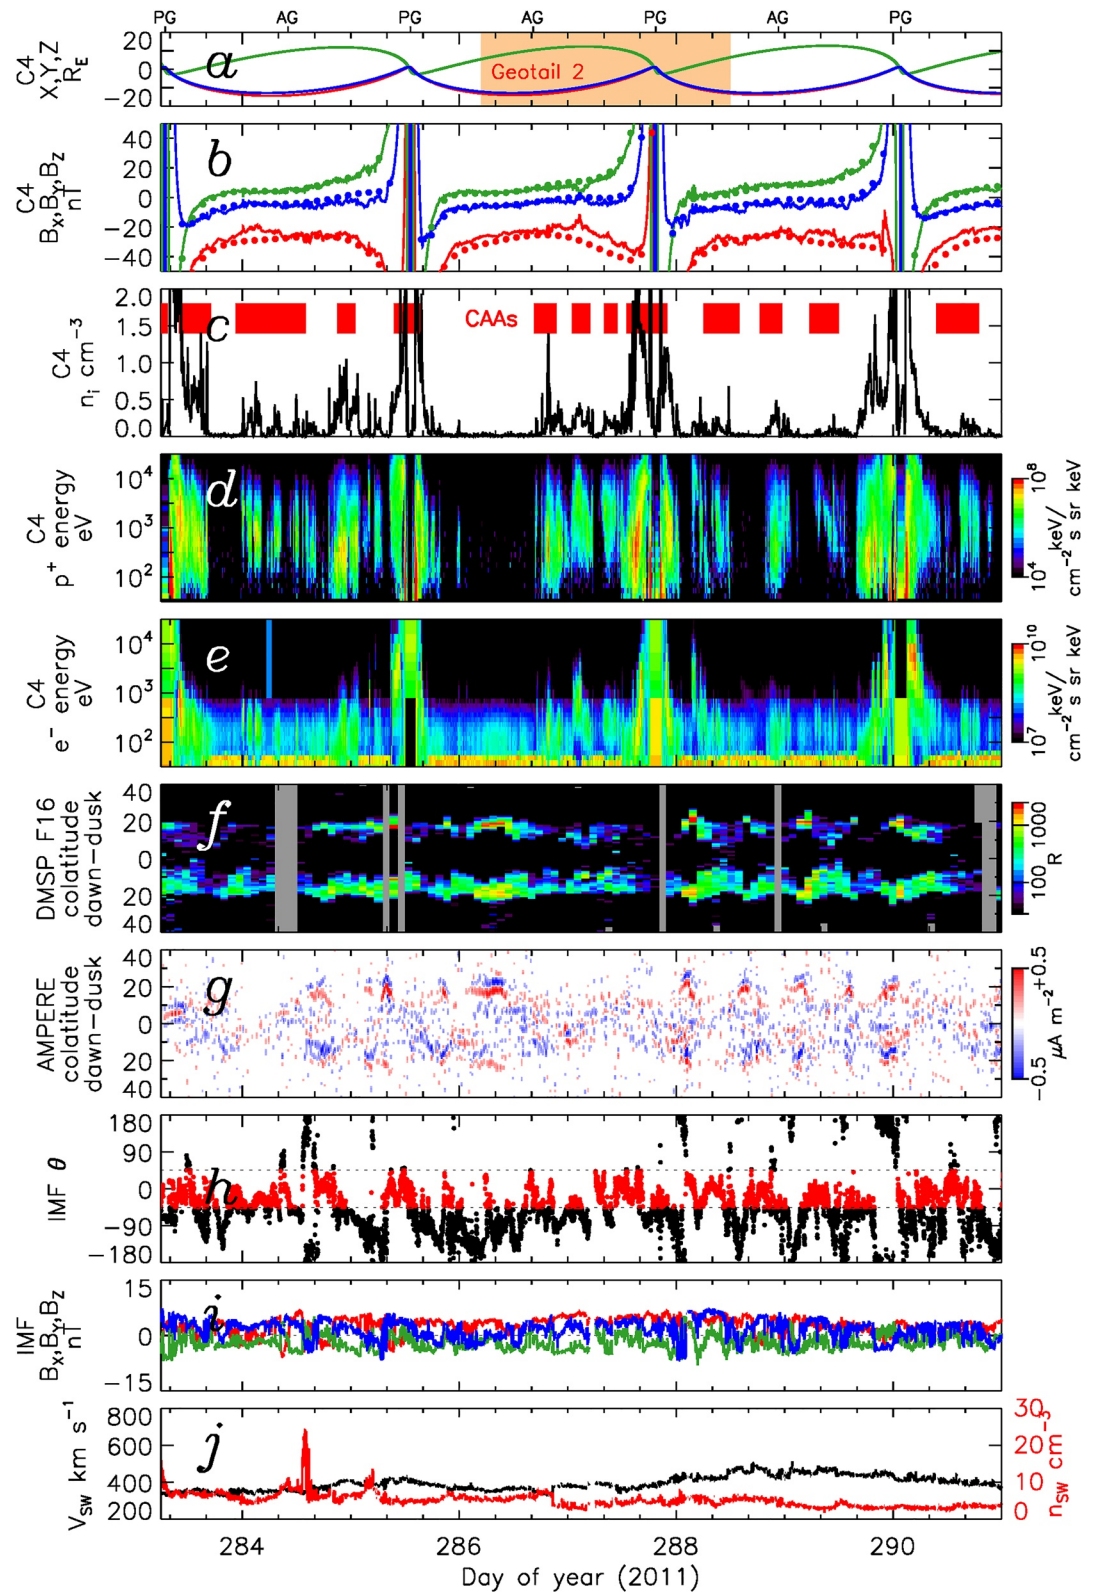 PG AG PG AG PG AG PG
C4
X,Y,Z
R_E
20
0
−20
a
Geotail 2
C4
B_X,B_Y,B_Z
nT
40
20
0
−20
−40
b
C4
n_i cm^-3
2.0
1.5
1.0
0.5
0.0
c
CAAs
C4
p^+ energy
eV
10^4
10^3
10^2
d
10^8
10^4
keV/
cm^-2 s sr keV
C4
e^- energy
eV
10^4
10^3
10^2
e
10^10
10^7
keV/
cm^-2 s sr keV
DMSP F16
colatitude
dawn−dusk
40
20
0
20
40
f
1000
100
R
AMPERE
colatitude
dawn−dusk
40
20
0
20
40
g
+0.5
−0.5
μA m^-2
IMF θ
180
90
0
−90
−180
h
IMF
B_X,B_Y,B_Z
nT
15
0
−15
i
V_SW km s^-1
800
600
400
200
j
30
20
10
0
n_SW cm^-3
284 286 288 290
Day of year (2011)